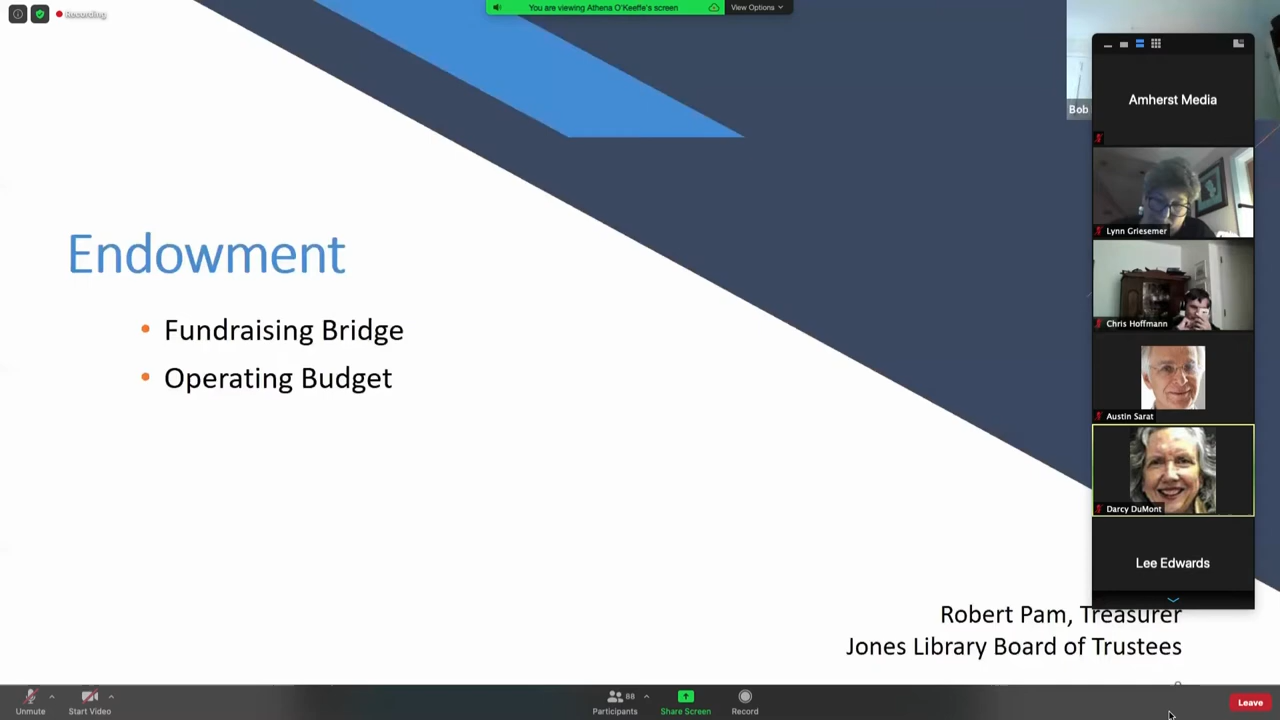 Recording
You are viewing Athena O'Keeffe's screen
View Options
Bob
Amherst Media
Lynn Griesemer
Chris Hoffmann
Austin Sarat
Darcy DuMont
Lee Edwards
Endowment
• Fundraising Bridge
• Operating Budget
Robert Pam, Treasurer
Jones Library Board of Trustees
Unmute
Start Video
88
Participants
Share Screen
Record
Leave